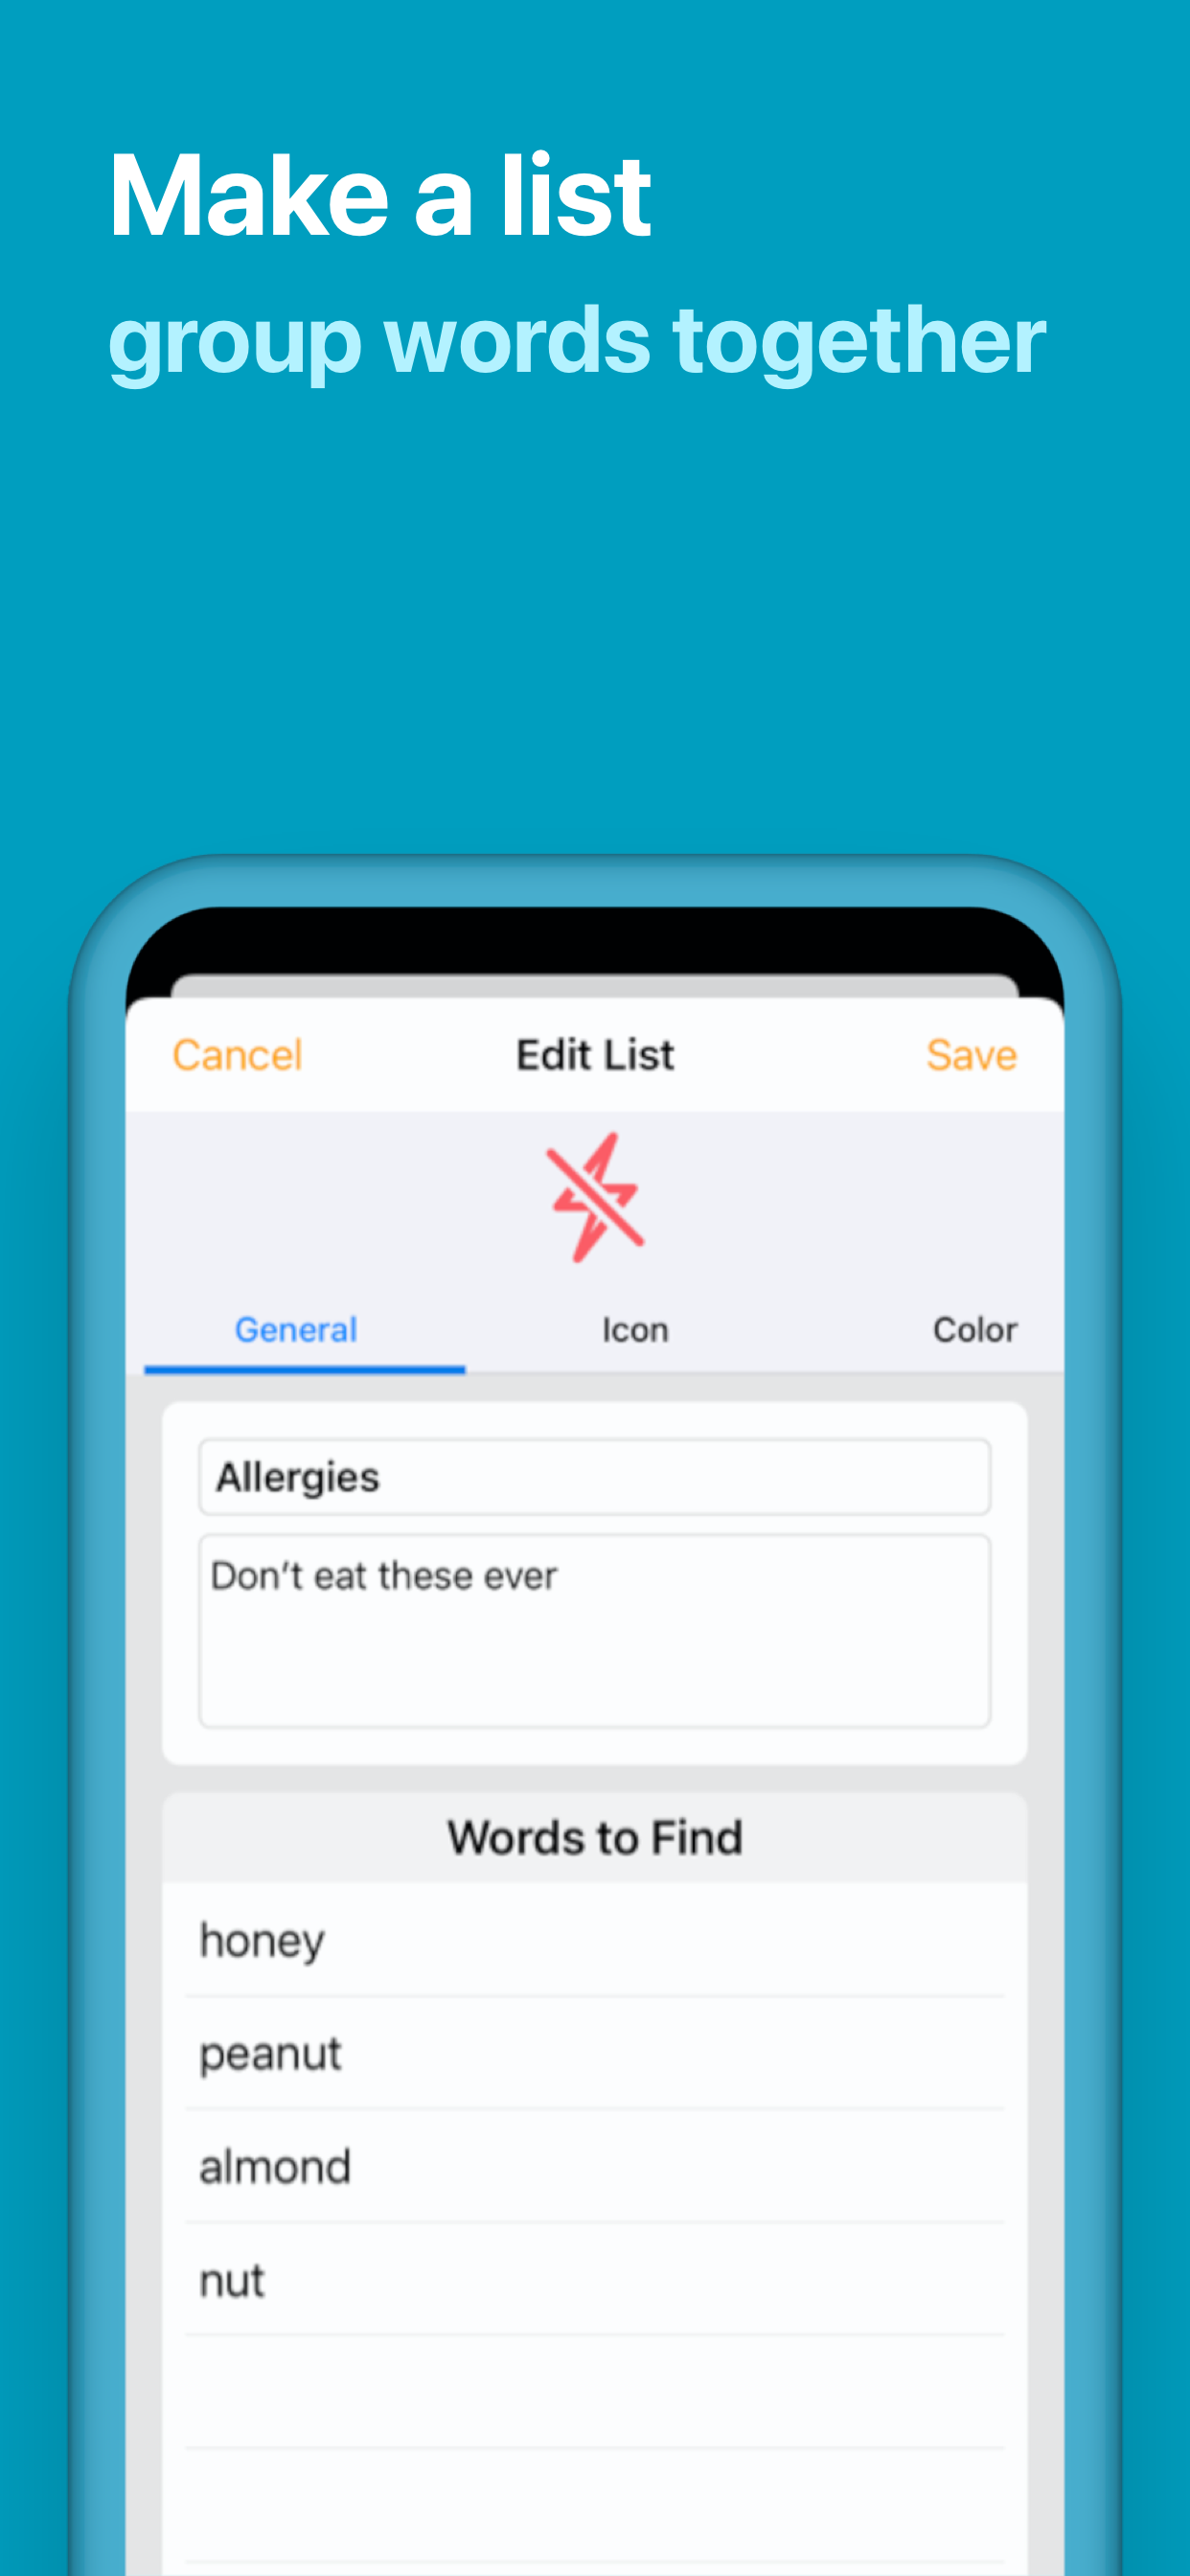 Make a list
group words together
Cancel Edit List Save
General Icon Color
Allergies
Don’t eat these ever
Words to Find
honey
peanut
almond
nut